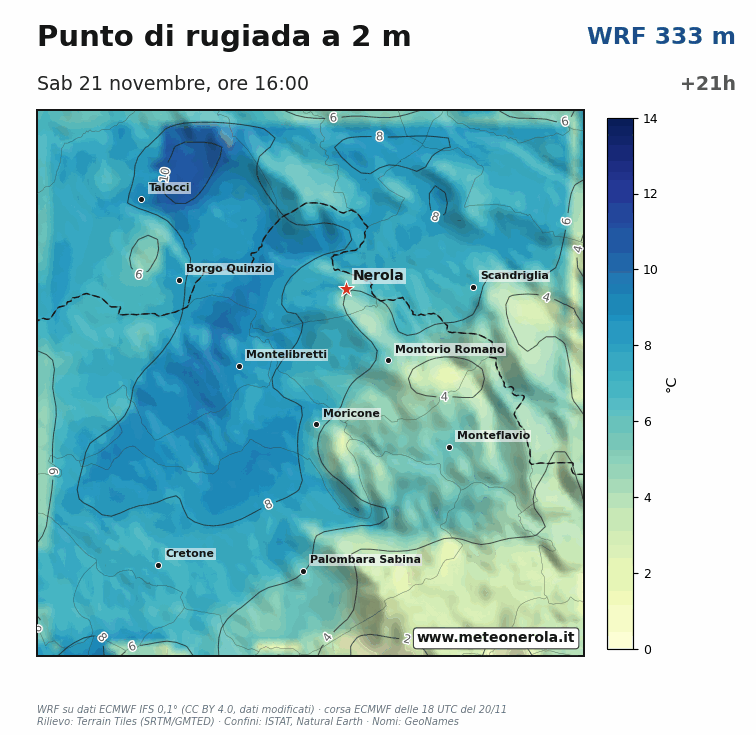 Punto di rugiada a 2 m
WRF 333 m
Sab 21 novembre, ore 16:00
+21h
6
6
8
10
Talocci
8
6
6
4
Borgo Quinzio
Nerola
Scandriglia
4
Montelibretti
Montorio Romano
4
Moricone
Monteflavio
6
8
Cretone
Palombara Sabina
6
8
6
4
2
www.meteonerola.it
14
12
10
8
6
4
2
0
°C
WRF su dati ECMWF IFS 0,1° (CC BY 4.0, dati modificati) · corsa ECMWF delle 18 UTC del 20/11
Rilievo: Terrain Tiles (SRTM/GMTED) · Confini: ISTAT, Natural Earth · Nomi: GeoNames